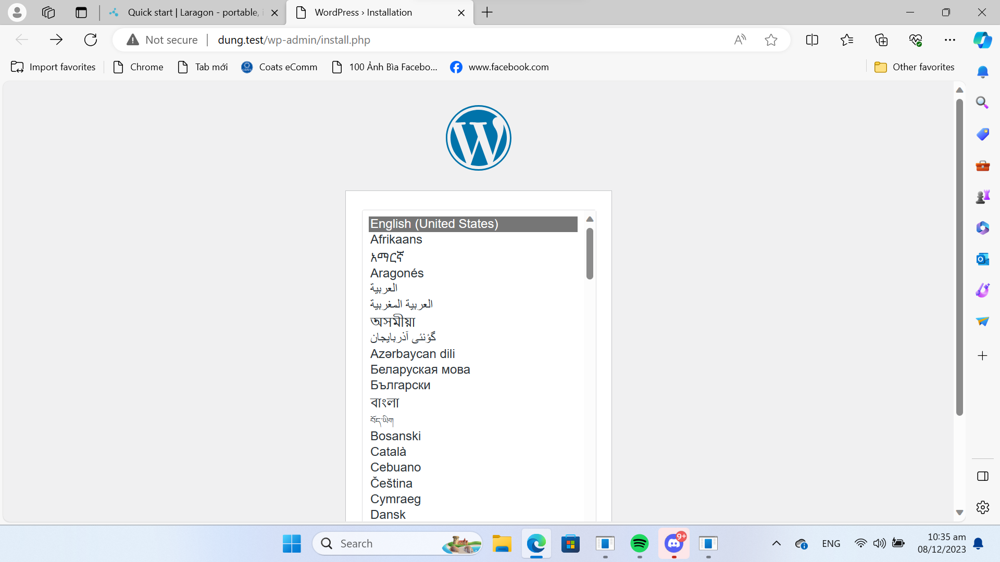 Quick start | Laragon - portable, i
WordPress › Installation
Not secure
dung.test/wp-admin/install.php
Import favorites
Chrome
Tab mới
Coats eComm
100 Ảnh Bìa Facebo...
www.facebook.com
Other favorites
English (United States)
Afrikaans
አማርኛ
Aragonés
العربية
العربية المغربية
অসমীয়া
گؤنئی آذربایجان
Azərbaycan dili
Беларуская мова
Български
বাংলা
བོད་ཡིག
Bosanski
Català
Cebuano
Čeština
Cymraeg
Dansk
Search
9+
ENG
10:35 am
08/12/2023